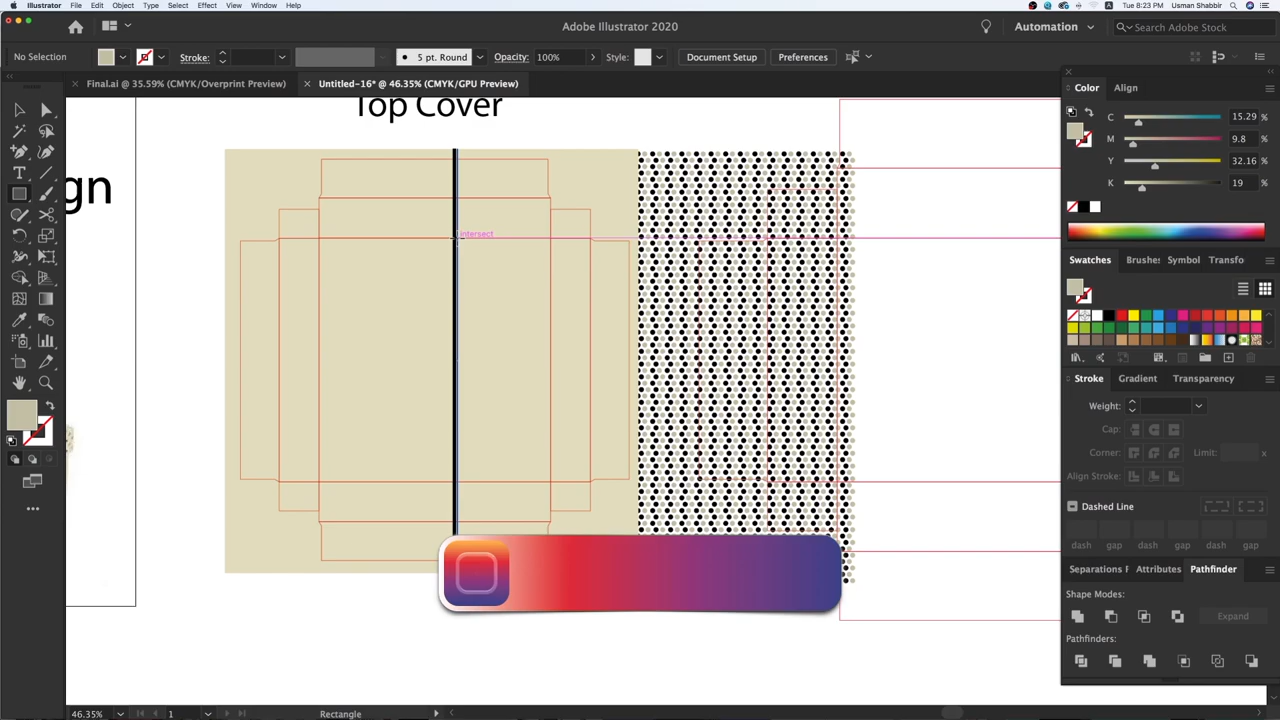 Illustrator File Edit Object Type Select Effect View Window Help
Tue 8:23 PM Usman Shabbir
Adobe Illustrator 2020
Automation
Search Adobe Stock
No Selection
Stroke:
5 pt. Round
Opacity: 100%
Style:
Document Setup
Preferences
Final.ai @ 35.59% (CMYK/Overprint Preview)
Untitled-16* @ 46.35% (CMYK/GPU Preview)
Top Cover
gn
intersect
Color Align
C 15.29 %
M 9.8 %
Y 32.16 %
K 19 %
Swatches Brushes Symbol Transfo
Stroke Gradient Transparency
Weight:
Cap:
Corner: Limit: x
Align Stroke:
Dashed Line
dash gap dash gap dash gap
Separations F Attributes Pathfinder
Shape Modes:
Expand
Pathfinders:
46.35% 1 Rectangle